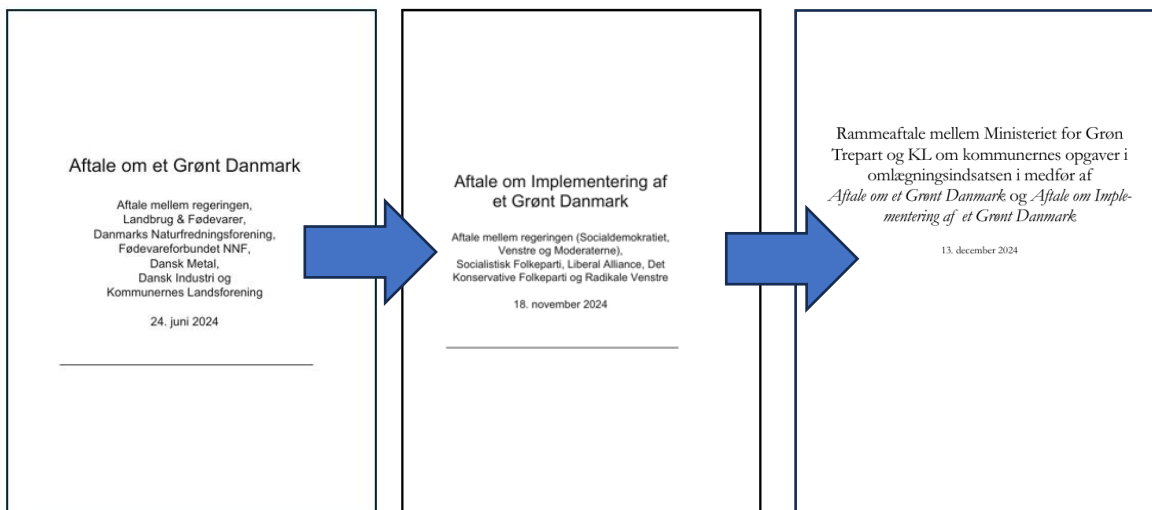 Aftale om et Grønt Danmark
Aftale mellem regeringen,
Landbrug & Fødevarer,
Danmarks Naturfredningsforening,
Fødevareforbundet NNF,
Dansk Metal,
Dansk Industri og
Kommunernes Landsforening
24. juni 2024
Aftale om Implementering af
et Grønt Danmark
Aftale mellem regeringen (Socialdemokratiet,
Venstre og Moderaterne),
Socialistisk Folkeparti, Liberal Alliance, Det
Konservative Folkeparti og Radikale Venstre
18. november 2024
Rammeaftale mellem Ministeriet for Grøn
Trepart og KL om kommunernes opgaver i
omlægningsindsatsen i medfør af
Aftale om et Grønt Danmark og Aftale om Imple-
mentering af et Grønt Danmark
13. december 2024